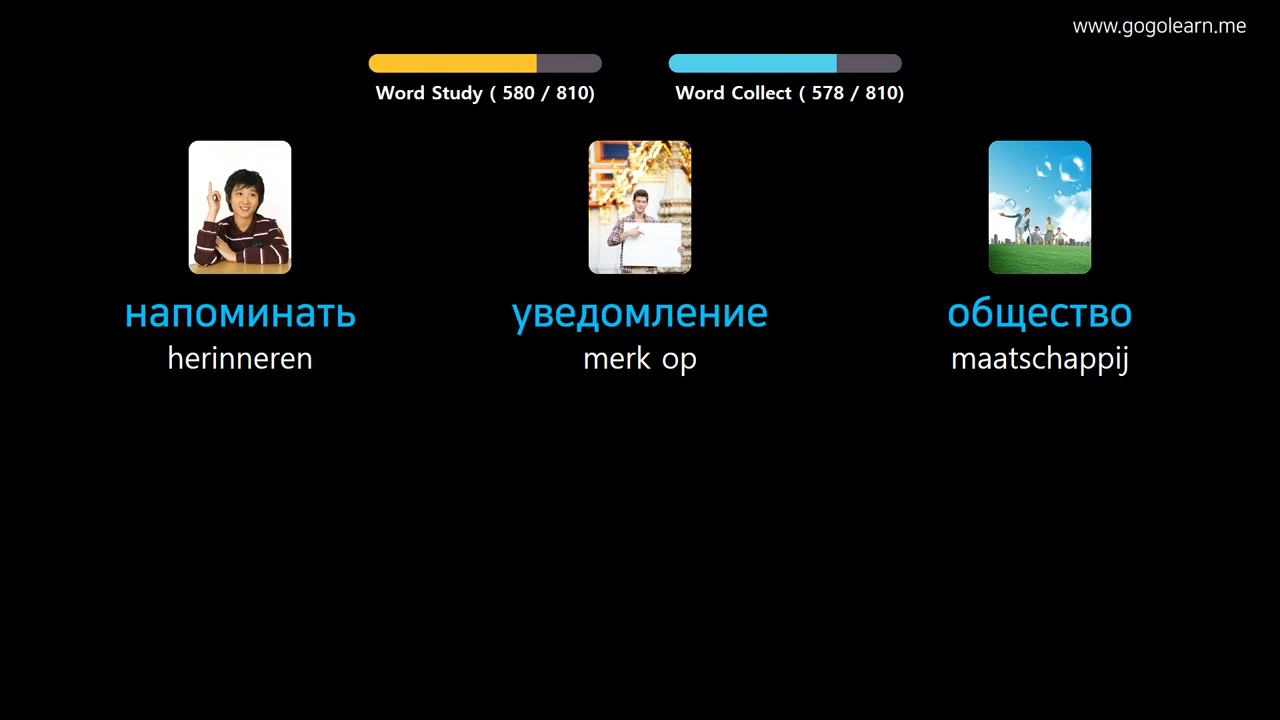 www.gogolearn.me
Word Study ( 580 / 810)
Word Collect ( 578 / 810)
напоминать
уведомление
общество
herinneren
merk op
maatschappij